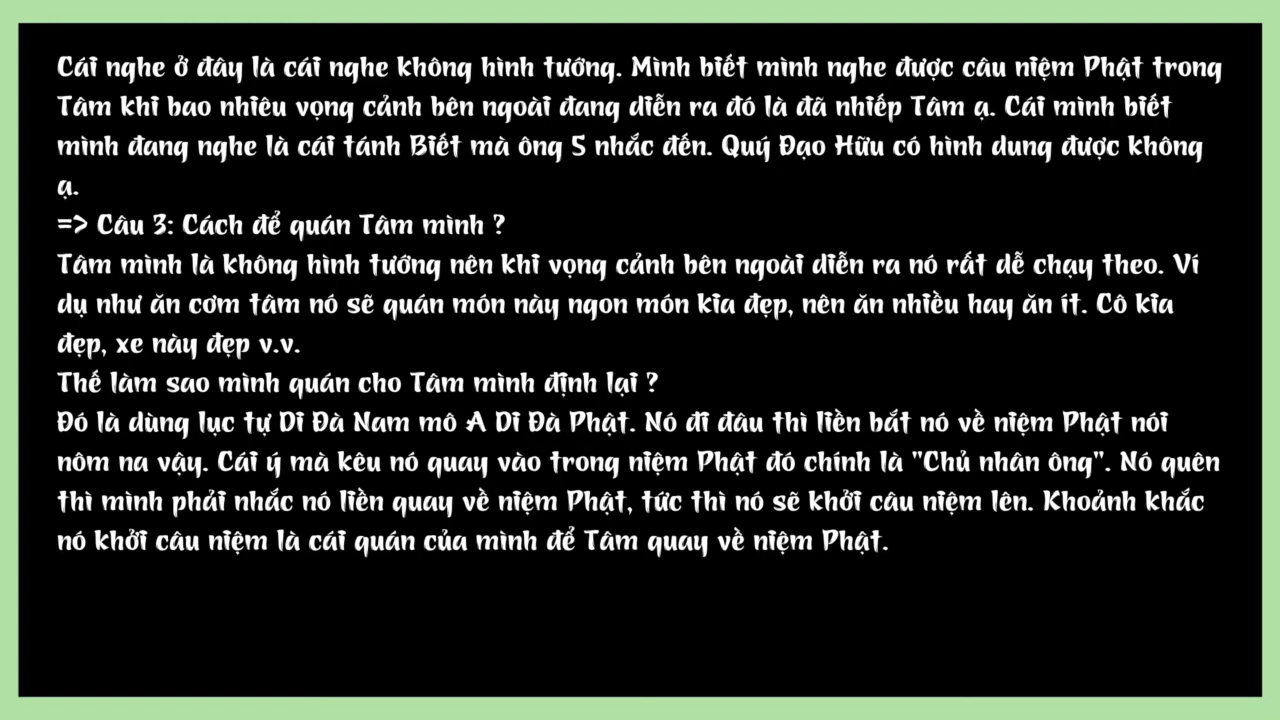 Cái nghe ở đây là cái nghe không hình tướng. Mình biết mình nghe được câu niệm Phật trong
Tâm khi bao nhiêu vọng cảnh bên ngoài đang diễn ra đó là đã nhiếp Tâm ạ. Cái mình biết
mình đang nghe là cái tánh Biết mà ông 5 nhắc đến. Quý Đạo Hữu có hình dung được không
ạ.
=> Câu 3: Cách để quán Tâm mình ?
Tâm mình là không hình tướng nên khi vọng cảnh bên ngoài diễn ra nó rất dễ chạy theo. Ví
dụ như ăn cơm tâm nó sẽ quán món này ngon món kia đẹp, nên ăn nhiều hay ăn ít. Cô kia
đẹp, xe này đẹp v.v.
Thế làm sao mình quán cho Tâm mình định lại ?
Đó là dùng lục tự Di Đà Nam mô A Di Đà Phật. Nó đi đâu thì liền bắt nó về niệm Phật nói
nôm na vậy. Cái ý mà kêu nó quay vào trong niệm Phật đó chính là "Chủ nhân ông". Nó quên
thì mình phải nhắc nó liền quay về niệm Phật, tức thì nó sẽ khởi câu niệm lên. Khoảnh khắc
nó khởi câu niệm là cái quán của mình để Tâm quay về niệm Phật.